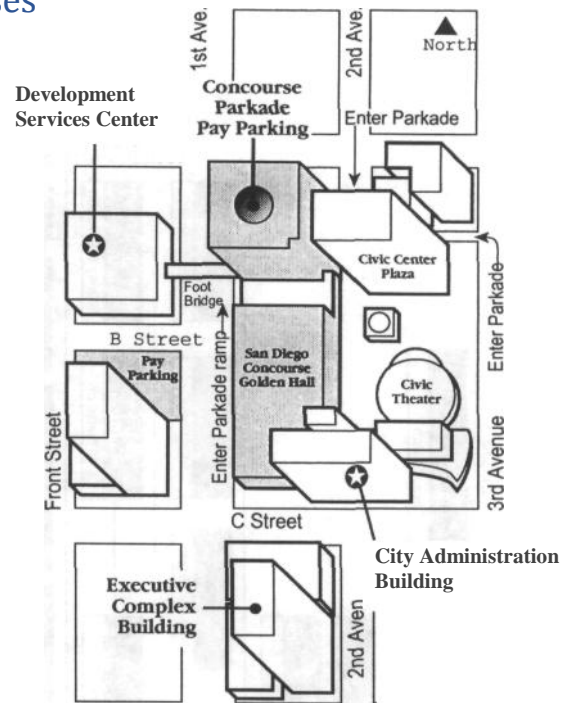 1st Ave.
2nd Ave.
North
Concourse
Parkade
Pay Parking
Development
Services Center
Enter Parkade
Civic Center
Plaza
Foot
Bridge
Enter Parkade
B Street
Pay
Parking
Enter Parkade ramp
San Diego
Concourse
Golden Hall
Civic
Theater
Front Street
3rd Avenue
C Street
City Administration
Building
Executive
Complex
Building
2nd Aven